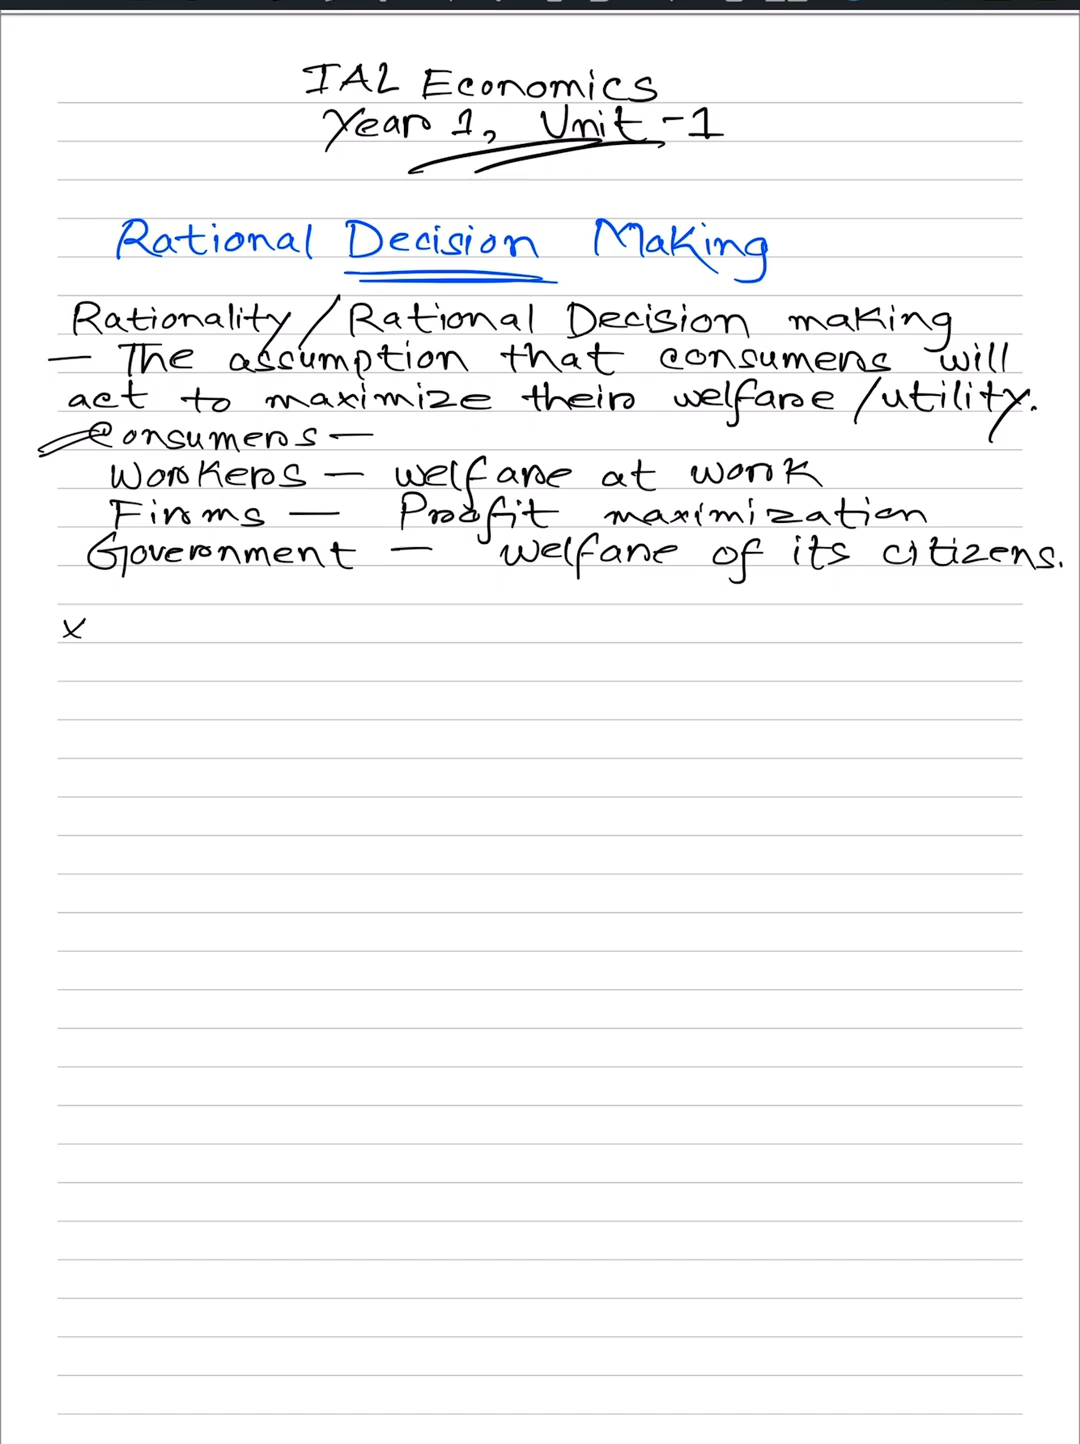 IAL Economics
Year 1, Unit-1
Rational Decision Making
Rationality/Rational Decision making
— The assumption that consumers will
act to maximize their welfare/utility.
Consumers —
Workers — welfare at work
Firms — Profit maximization
Government — welfare of its citizens.
x